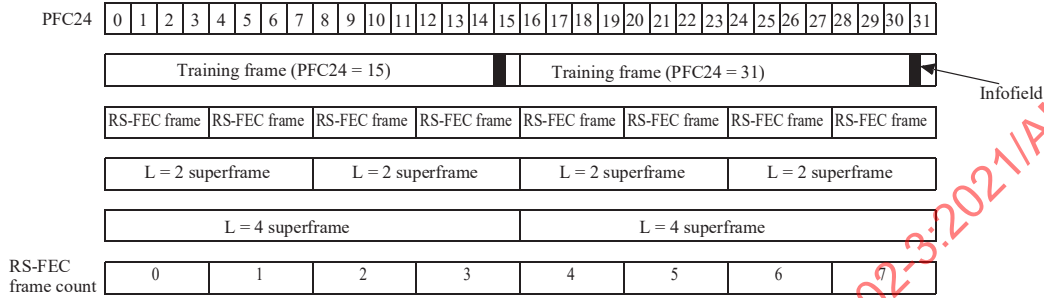 PFC24 0 1 2 3 4 5 6 7 8 9 10 11 12 13 14 15 16 17 18 19 20 21 22 23 24 25 26 27 28 29 30 31
Training frame (PFC24 = 15) Training frame (PFC24 = 31)
Infofield
RS-FEC frame RS-FEC frame RS-FEC frame RS-FEC frame RS-FEC frame RS-FEC frame RS-FEC frame RS-FEC frame
L = 2 superframe L = 2 superframe L = 2 superframe L = 2 superframe
L = 4 superframe L = 4 superframe
RS-FEC
frame count 0 1 2 3 4 5 6 7
02-3:2021/A